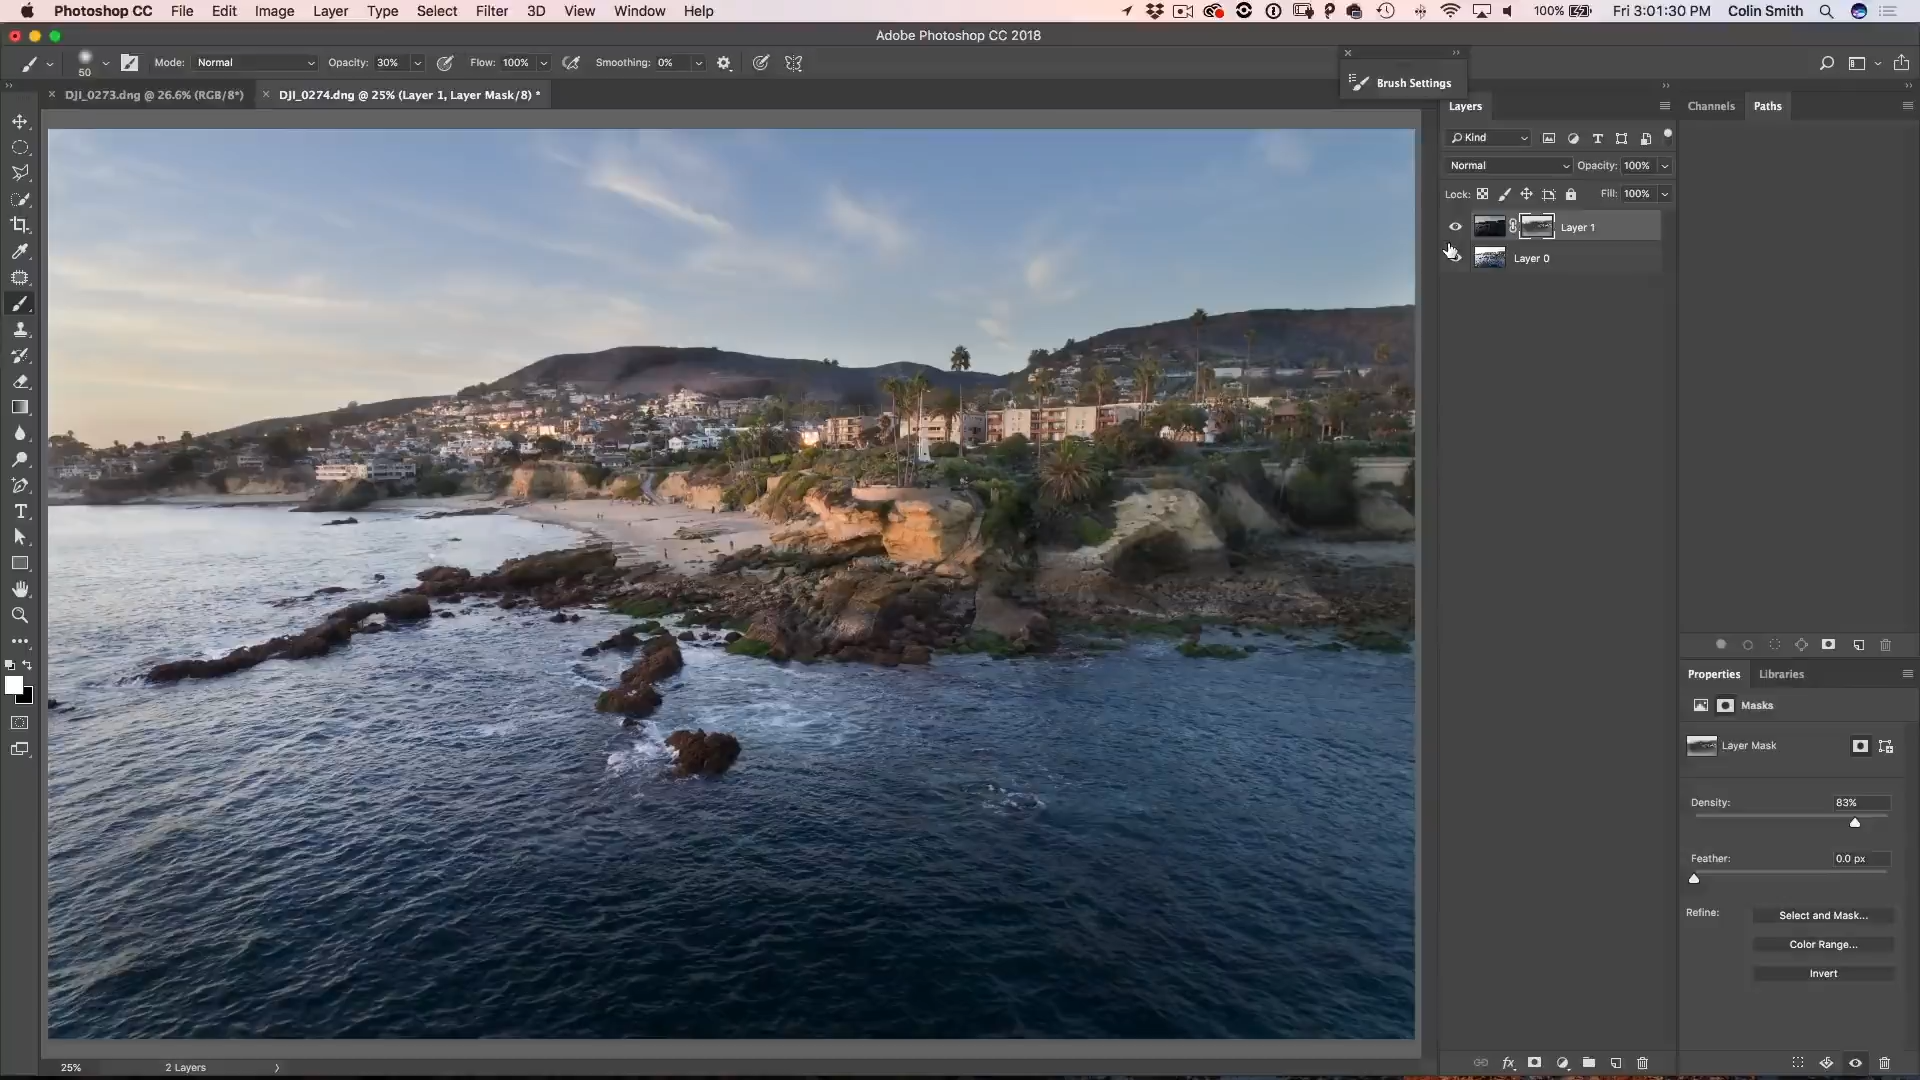 Photoshop CC File Edit Image Layer Type Select Filter 3D View Window Help 100% Fri 3:01:30 PM Colin Smith
Adobe Photoshop CC 2018
50 Mode: Normal Opacity: 30% Flow: 100% Smoothing: 0%
Brush Settings
DJI_0273.dng @ 26.6% (RGB/8*) DJI_0274.dng @ 25% (Layer 1, Layer Mask/8) *
Layers Channels Paths
Kind
Normal Opacity: 100%
Lock: Fill: 100%
Layer 1
Layer 0
Properties Libraries
Masks
Layer Mask
Density: 83%
Feather: 0.0 px
Refine: Select and Mask...
Color Range...
Invert
25% 2 Layers